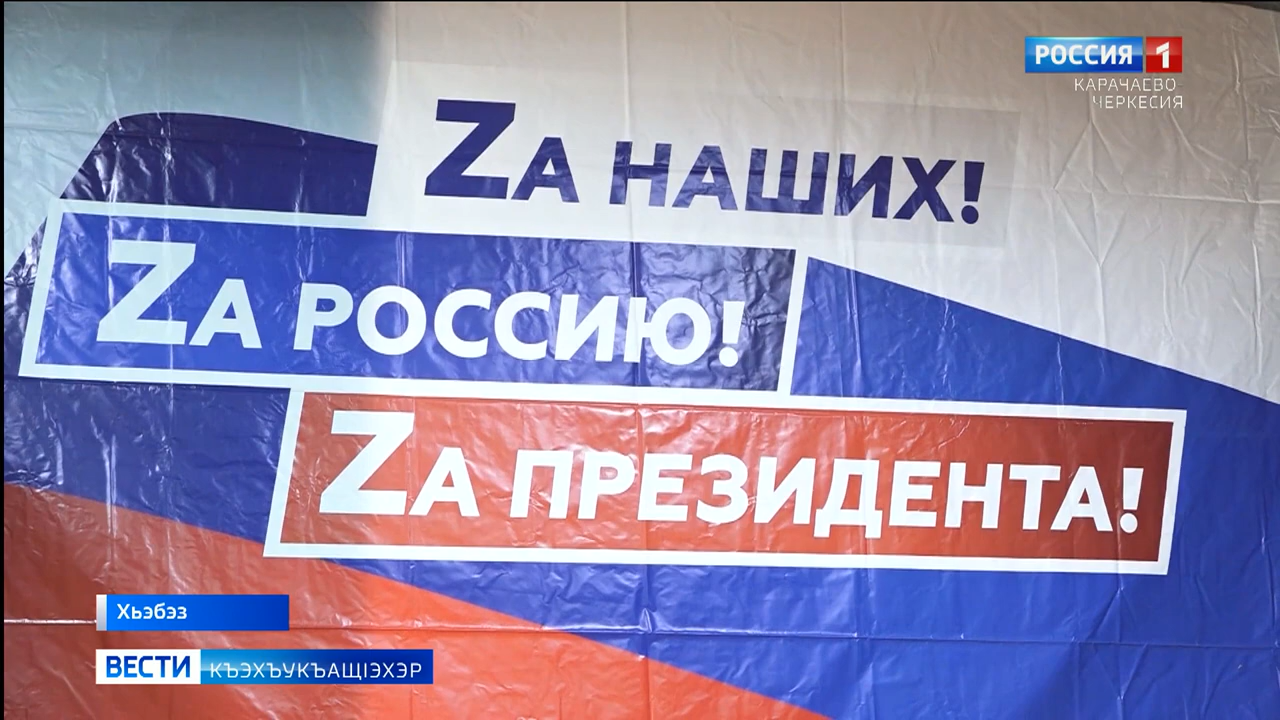 РОССИЯ 1
КАРАЧАЕВО-
ЧЕРКЕСИЯ
Zа наших!
Zа Россию!
Zа Президента!
Хьэбэз
ВЕСТИ КЪЭХЪУКЪАЩIЭХЭР